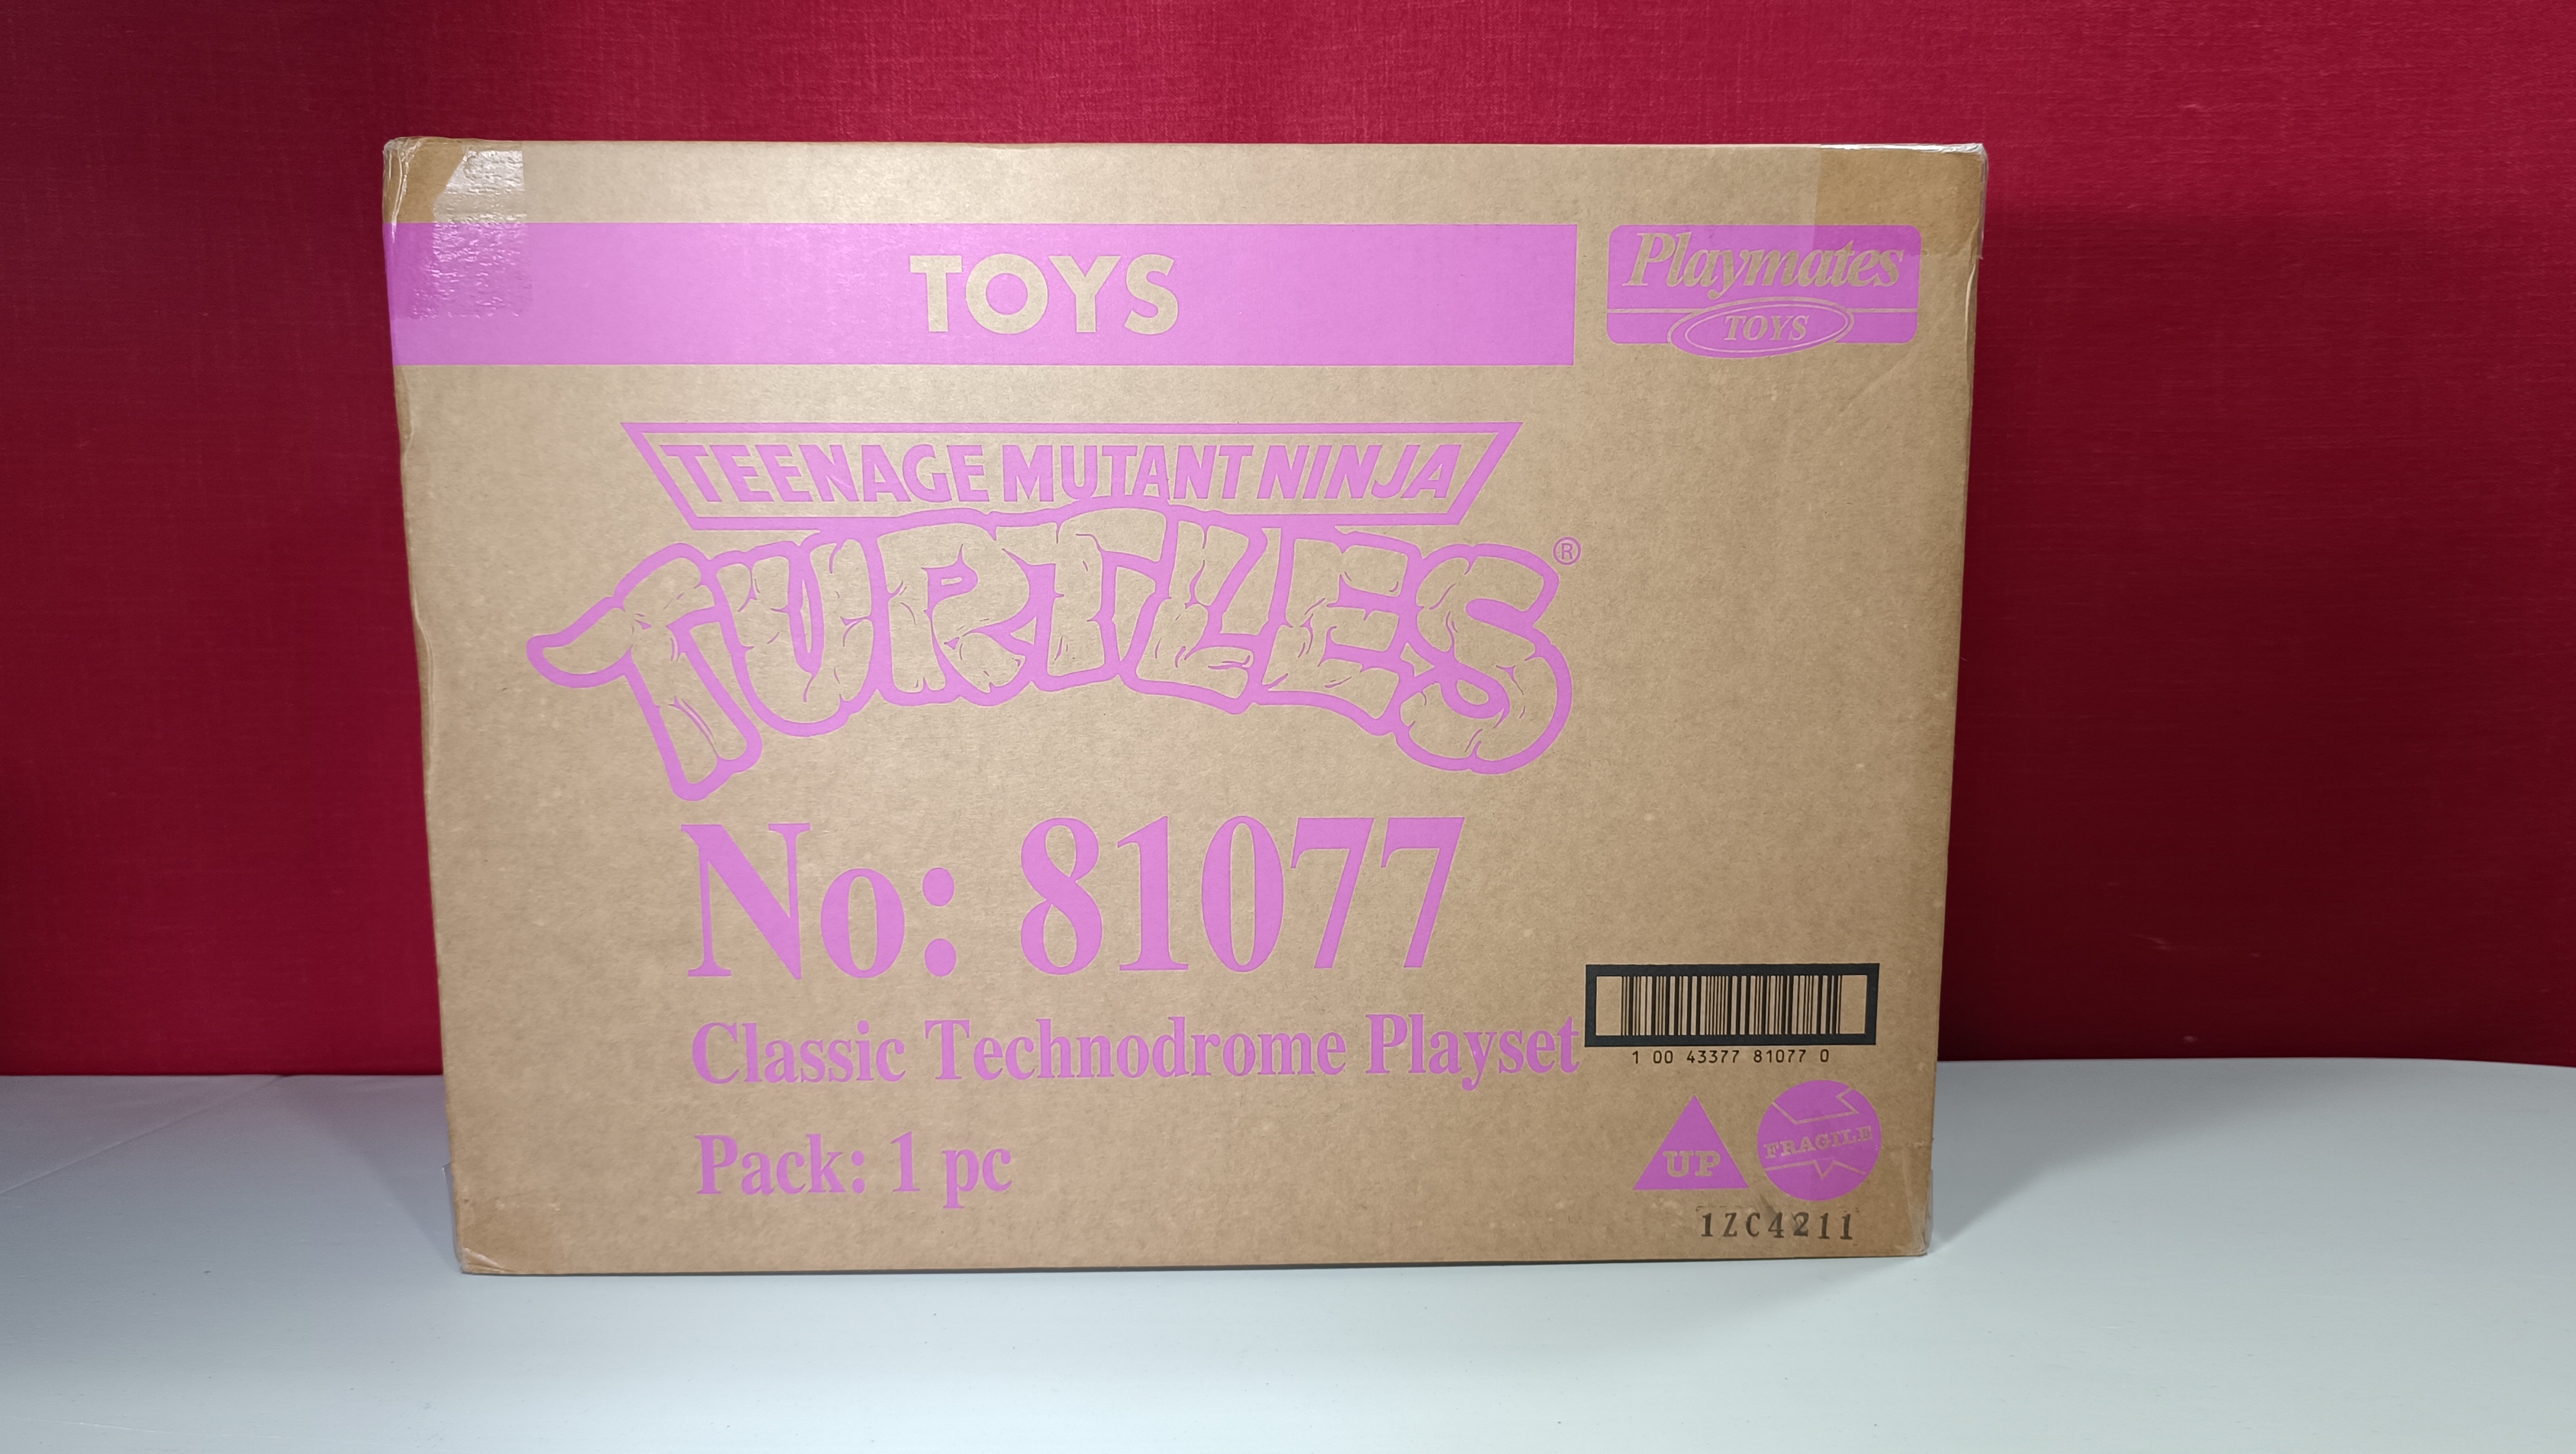 TOYS
Playmates
TOYS
TEENAGE MUTANT NINJA
TURTLES®
No: 81077
Classic Technodrome Playset
1 00 43377 81077 0
Pack: 1 pc
UP
FRAGILE
1ZC4211